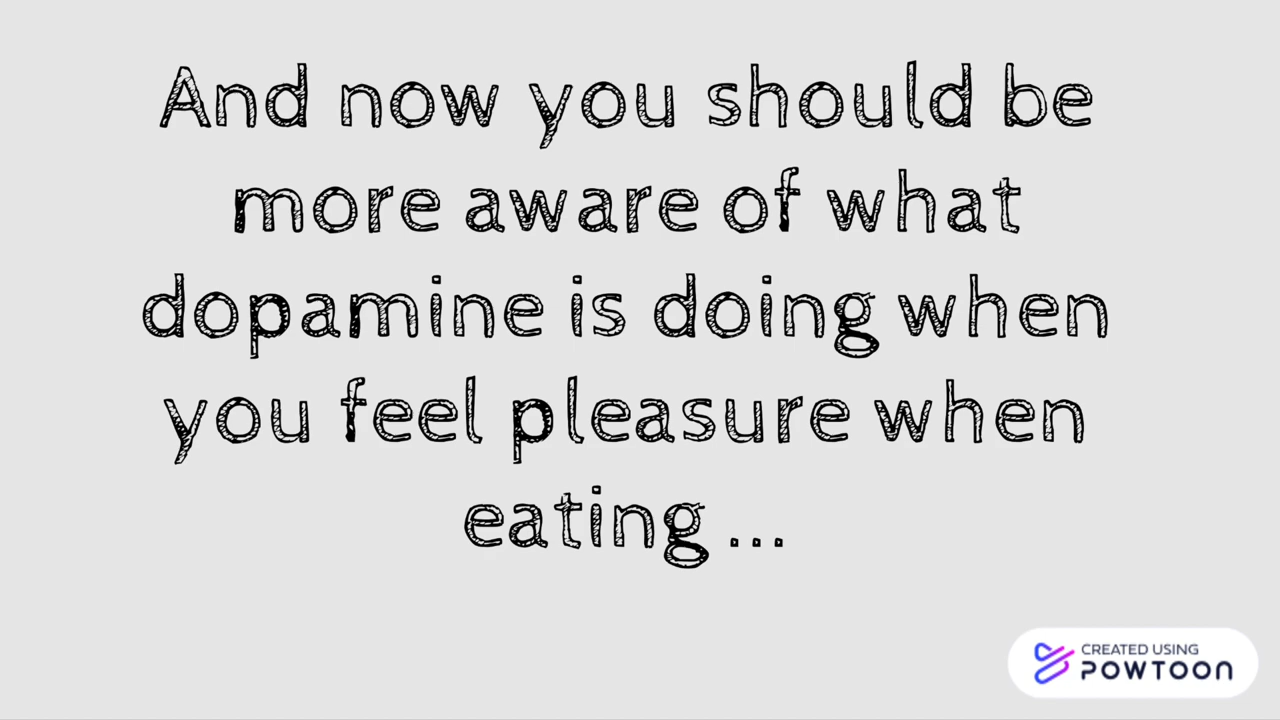 And now you should be
more aware of what
dopamine is doing when
you feel pleasure when
eating ...
CREATED USING
POWTOON